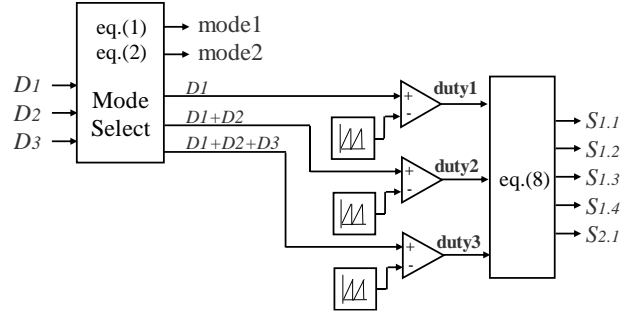 eq.(1)
eq.(2)
Mode
Select
mode1
mode2
D1
D2
D3
D1
D1+D2
D1+D2+D3
+
-
duty1
+
-
duty2
+
-
duty3
eq.(8)
S1.1
S1.2
S1.3
S1.4
S2.1